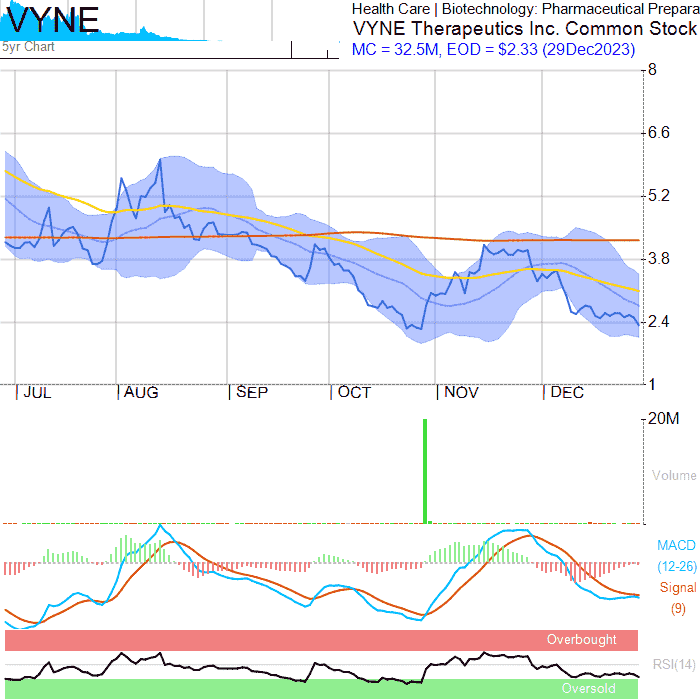 VYNE
5yr Chart
Health Care | Biotechnology: Pharmaceutical Prepara
VYNE Therapeutics Inc. Common Stock
MC = 32.5M, EOD = $2.33 (29Dec2023)
8
6.6
5.2
3.8
2.4
1
JUL AUG SEP OCT NOV DEC
20M
Volume
MACD
(12-26)
Signal
(9)
Overbought
RSI(14)
Oversold